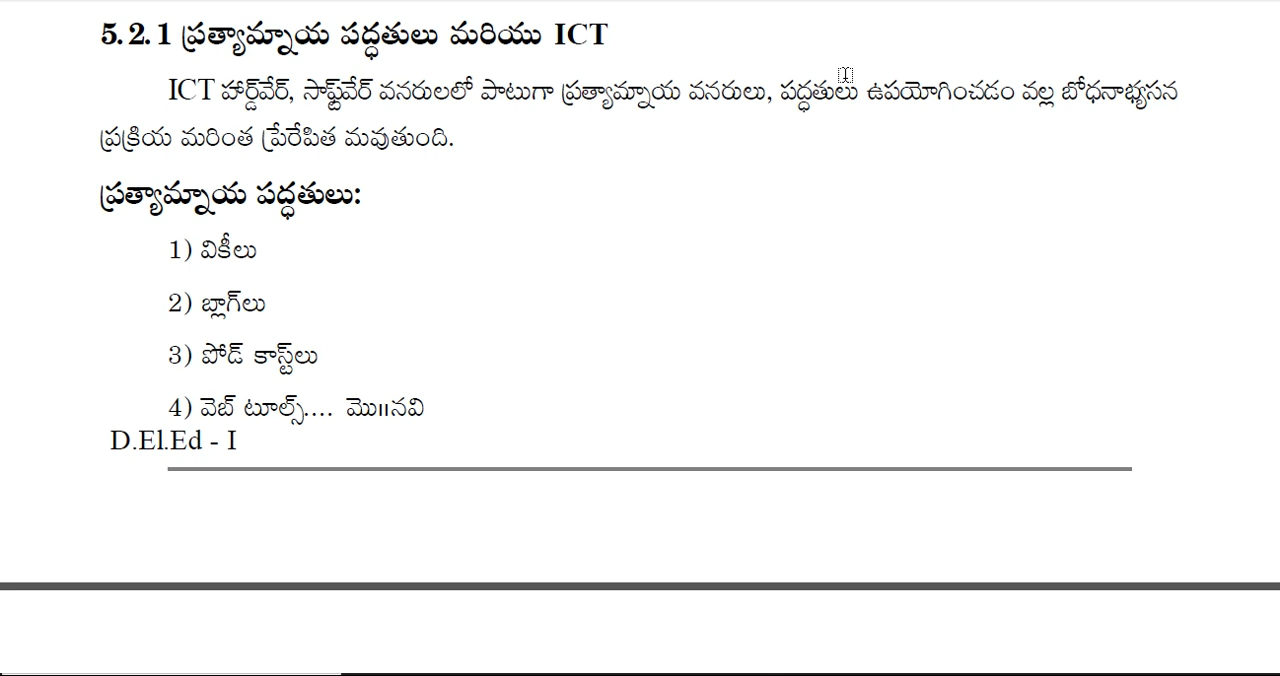 5.2.1 ప్రత్యామ్నాయ పద్ధతులు మరియు ICT
ICT హార్డ్‌వేర్, సాఫ్ట్‌వేర్ వనరులలో పాటుగా ప్రత్యామ్నాయ వనరులు, పద్ధతులు ఉపయోగించడం వల్ల బోధనాభ్యసన
ప్రక్రియ మరింత ప్రేరేపిత మవుతుంది.
ప్రత్యామ్నాయ పద్ధతులు:
1) వికీలు
2) బ్లాగ్‌లు
3) పోడ్ కాస్ట్‌లు
4) వెబ్ టూల్స్.... మొ॥నవి
D.El.Ed - I